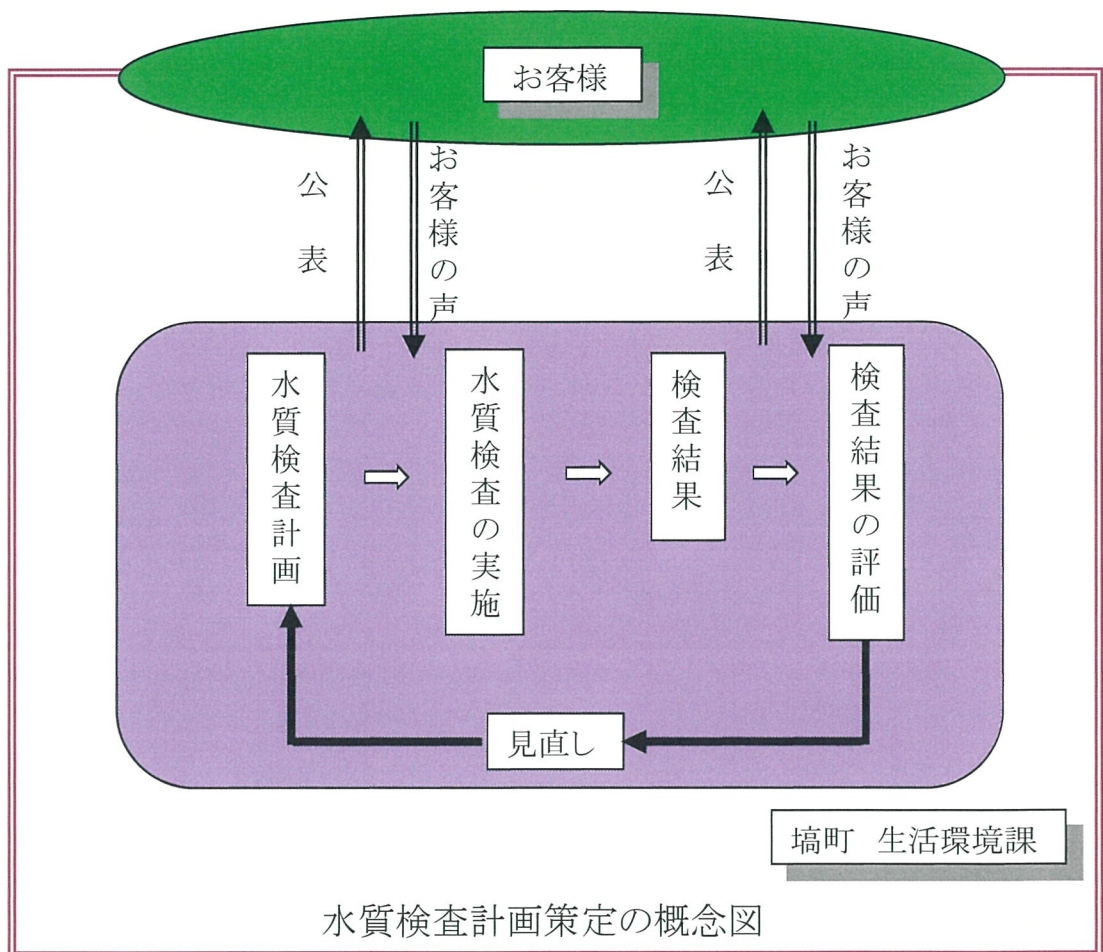 お客様
公表
お客様の声
公表
お客様の声
水質検査計画
水質検査の実施
検査結果
検査結果の評価
見直し
塙町 生活環境課
水質検査計画策定の概念図